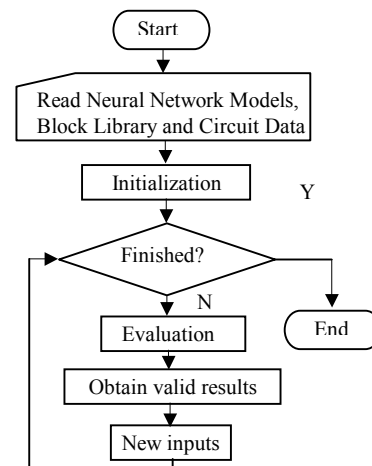 Start
Read Neural Network Models,
Block Library and Circuit Data
Initialization
Y
Finished?
N
Evaluation
End
Obtain valid results
New inputs